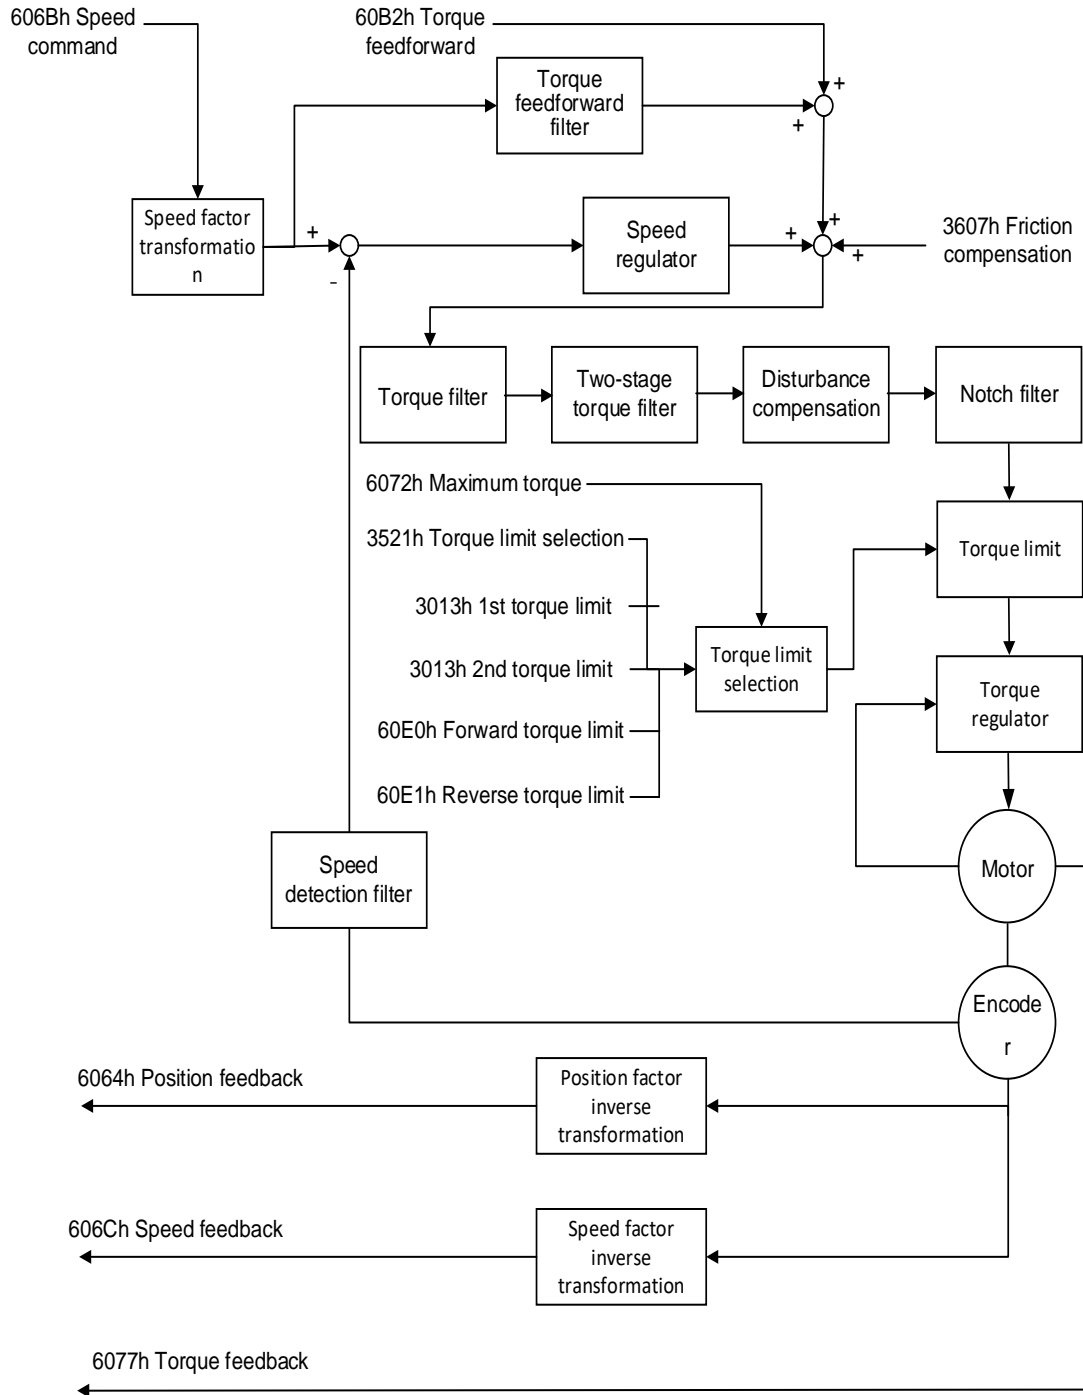 606Bh Speed
command
60B2h Torque
feedforward
Torque
feedforward
filter
+
+
Speed factor
transformatio
n
+
-
Speed
regulator
+
+
+
3607h Friction
compensation
Torque filter
Two-stage
torque filter
Disturbance
compensation
Notch filter
6072h Maximum torque
3521h Torque limit selection
3013h 1st torque limit
3013h 2nd torque limit
60E0h Forward torque limit
60E1h Reverse torque limit
Torque limit
selection
Torque limit
Torque
regulator
Motor
Speed
detection filter
Encode
r
6064h Position feedback
Position factor
inverse
transformation
606Ch Speed feedback
Speed factor
inverse
transformation
6077h Torque feedback